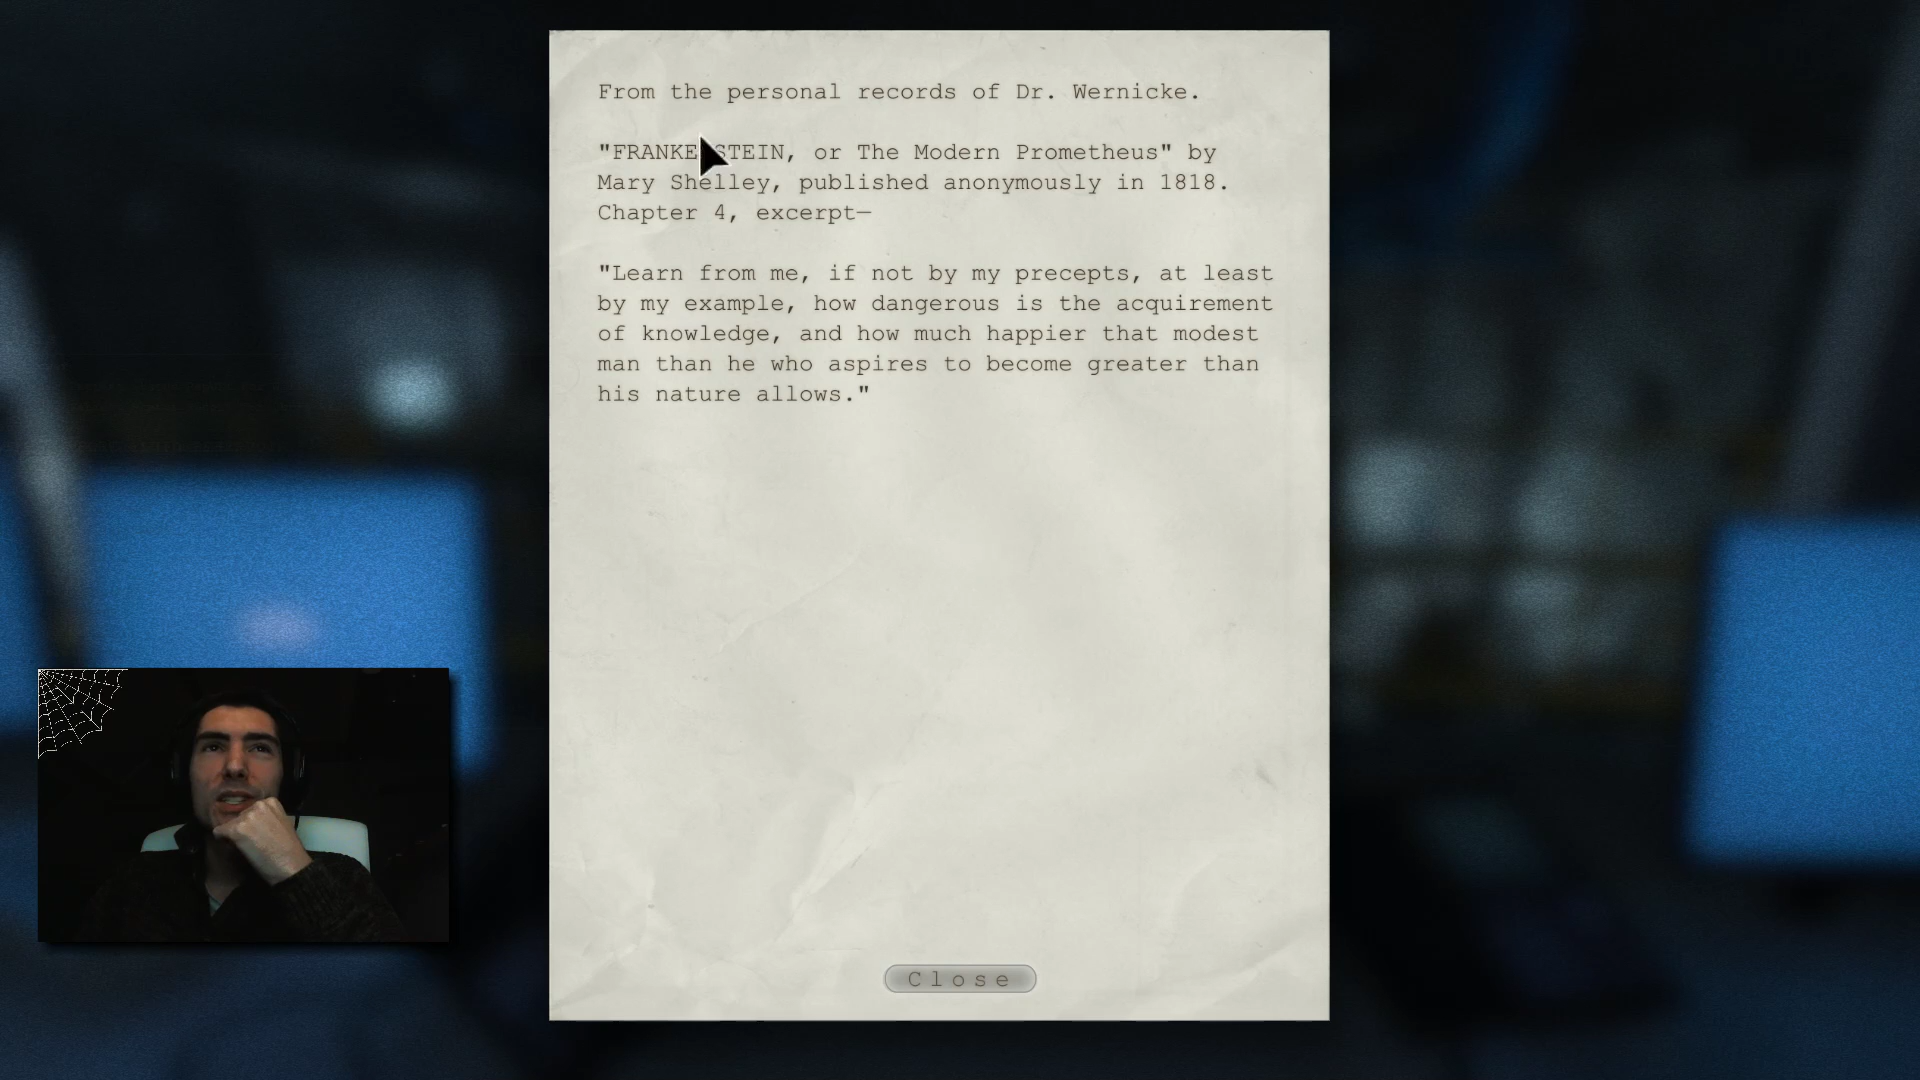 From the personal records of Dr. Wernicke.
"FRANKENSTEIN, or The Modern Prometheus" by
Mary Shelley, published anonymously in 1818.
Chapter 4, excerpt—
"Learn from me, if not by my precepts, at least
by my example, how dangerous is the acquirement
of knowledge, and how much happier that modest
man than he who aspires to become greater than
his nature allows."
Close